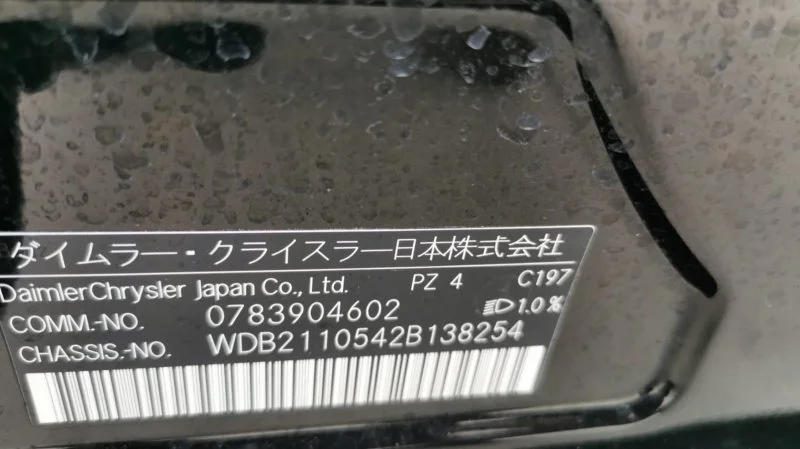 ダイムラー・クライスラー日本株式会社
DaimlerChrysler Japan Co., Ltd. PZ 4 C197
COMM.-NO. 0783904602 1.0%
CHASSIS.-NO. WDB2110542B138254